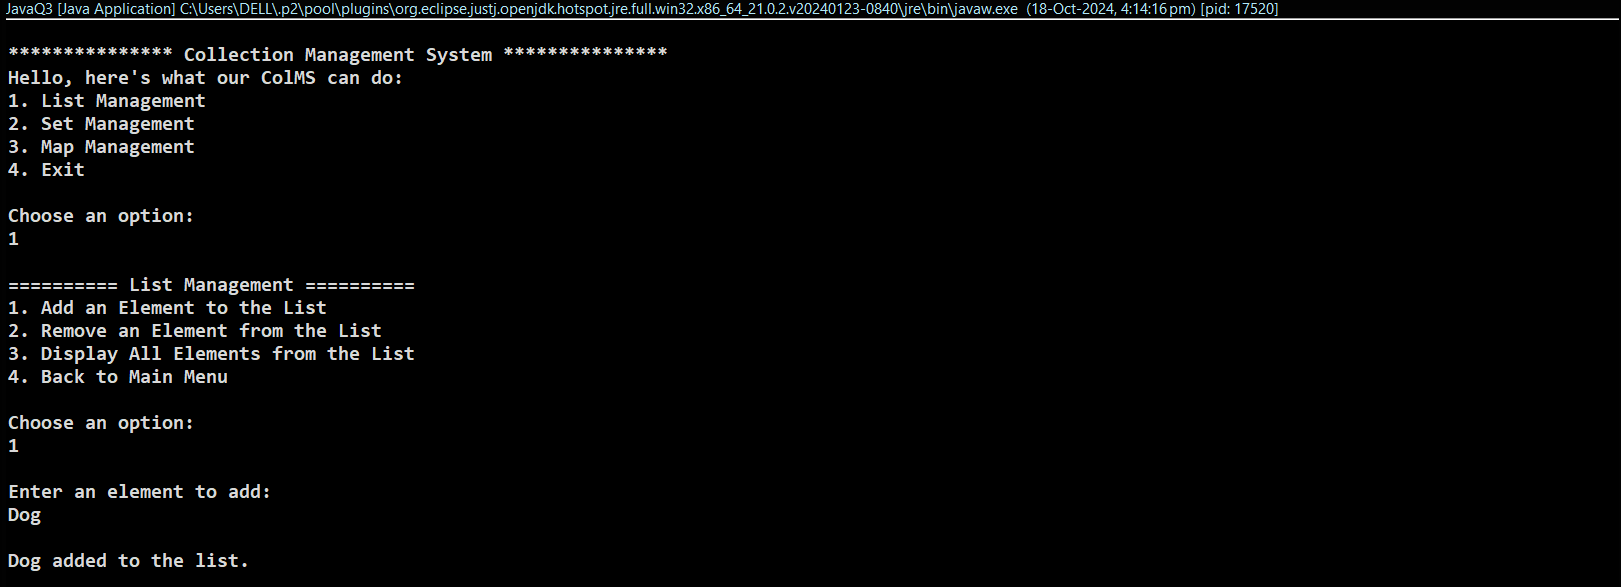 JavaQ3 [Java Application] C:\Users\DELL\.p2\pool\plugins\org.eclipse.justj.openjdk.hotspot.jre.full.win32.x86_64_21.0.2.v20240123-0840\jre\bin\javaw.exe (18-Oct-2024, 4:14:16 pm) [pid: 17520]
*************** Collection Management System ***************
Hello, here's what our ColMS can do:
1. List Management
2. Set Management
3. Map Management
4. Exit
Choose an option:
1
========== List Management ==========
1. Add an Element to the List
2. Remove an Element from the List
3. Display All Elements from the List
4. Back to Main Menu
Choose an option:
1
Enter an element to add:
Dog
Dog added to the list.